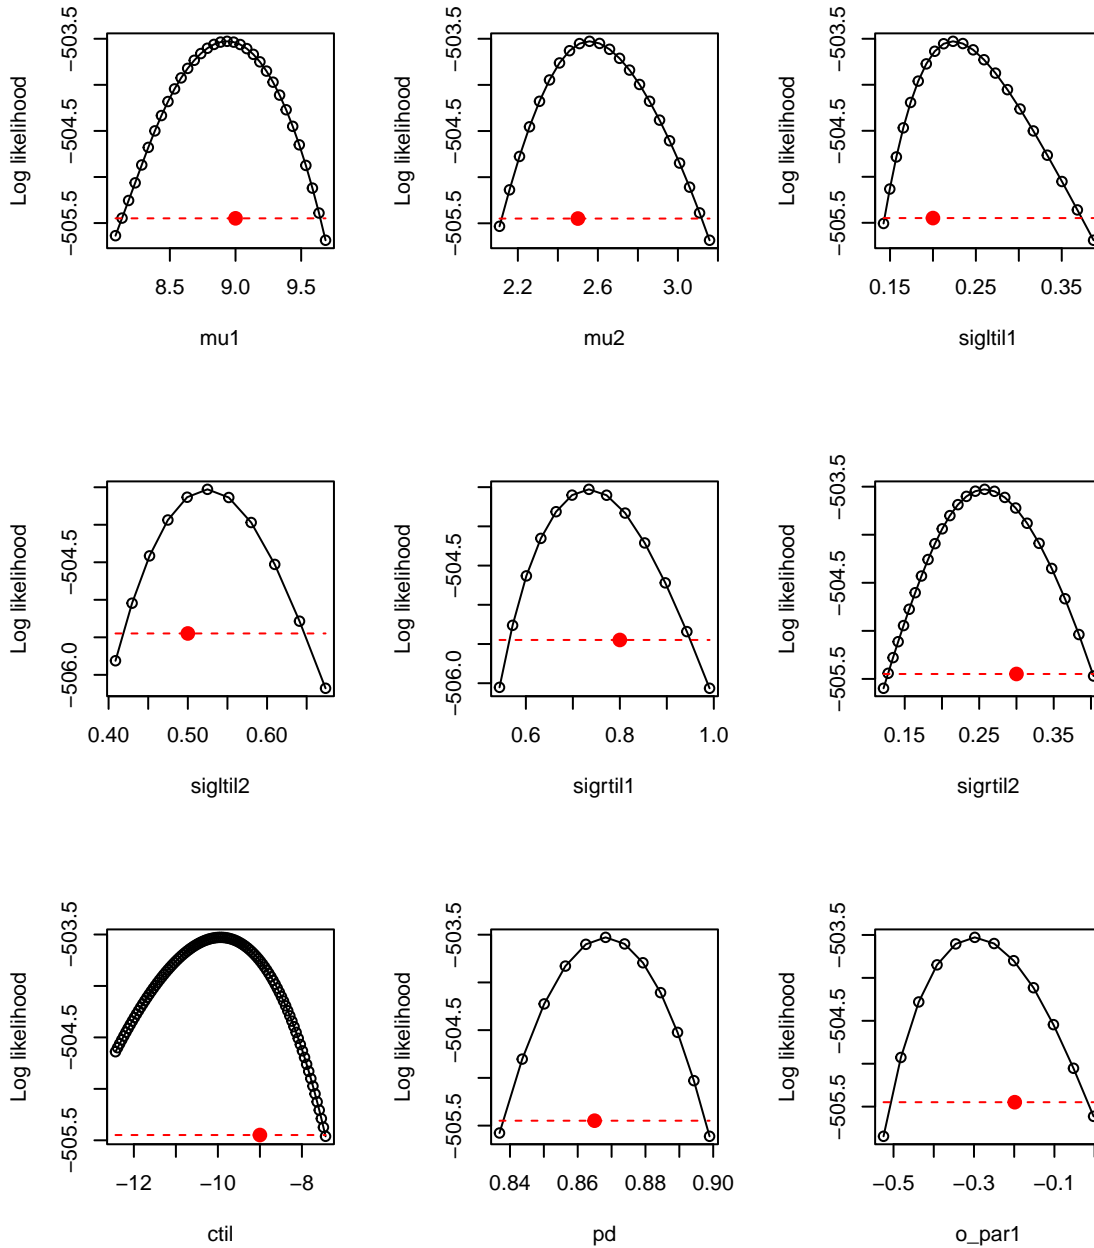 Log likelihood
-503.5
-504.5
-505.5
8.5 9.0 9.5
mu1
Log likelihood
-503.5
-504.5
-505.5
2.2 2.6 3.0
mu2
Log likelihood
-503.5
-504.5
-505.5
0.15 0.25 0.35
sigltil1
Log likelihood
-504.5
-506.0
0.40 0.50 0.60
sigltil2
Log likelihood
-504.5
-506.0
0.6 0.8 1.0
sigrtil1
Log likelihood
-503.5
-504.5
-505.5
0.15 0.25 0.35
sigrtil2
Log likelihood
-503.5
-504.5
-505.5
-12 -10 -8
ctil
Log likelihood
-503.5
-504.5
-505.5
0.84 0.86 0.88 0.90
pd
Log likelihood
-503.5
-504.5
-505.5
-0.5 -0.3 -0.1
o_par1